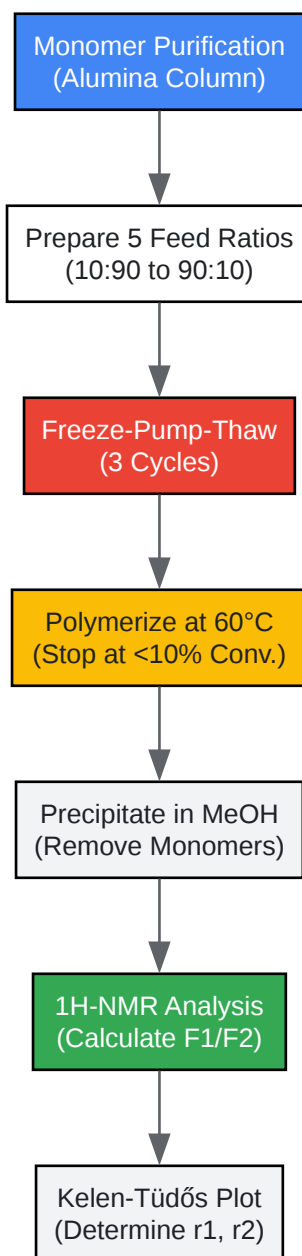 Monomer Purification
(Alumina Column)
Prepare 5 Feed Ratios
(10:90 to 90:10)
Freeze-Pump-Thaw
(3 Cycles)
Polymerize at 60°C
(Stop at <10% Conv.)
Precipitate in MeOH
(Remove Monomers)
1H-NMR Analysis
(Calculate F1/F2)
Kelen-Tüdős Plot
(Determine r1, r2)